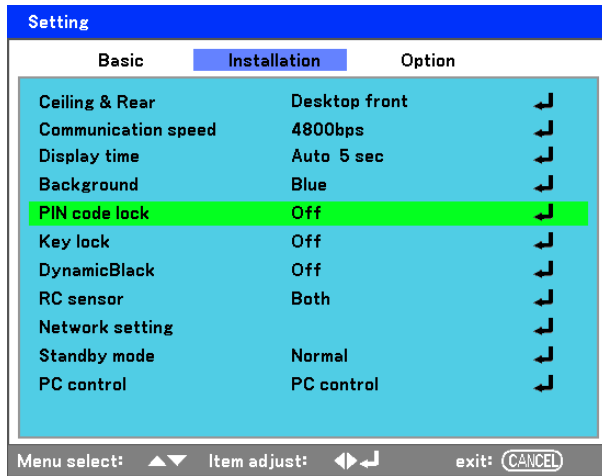 Setting
Basic Installation Option
Ceiling & Rear Desktop front
Communication speed 4800bps
Display time Auto 5 sec
Background Blue
PIN code lock Off
Key lock Off
DynamicBlack Off
RC sensor Both
Network setting
Standby mode Normal
PC control PC control
Menu select: ▲▼ Item adjust: ◀▶↵ exit: CANCEL